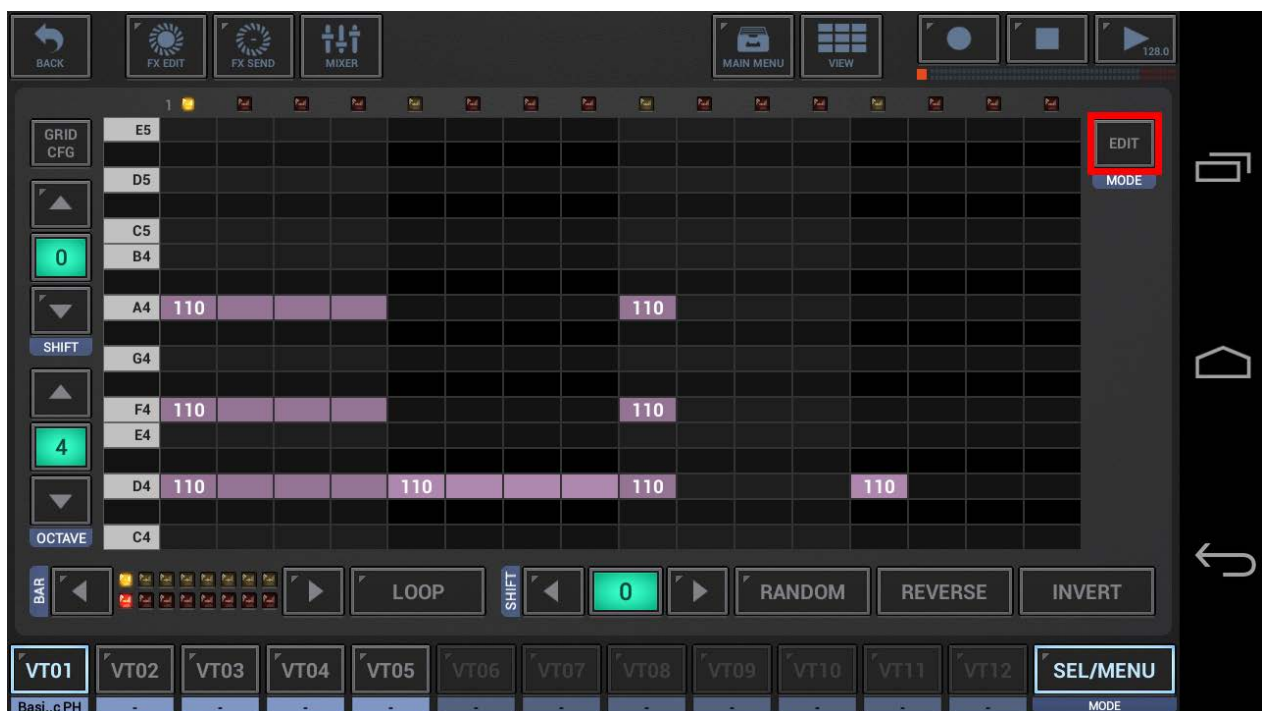 BACK FX EDIT FX SEND MIXER MAIN MENU VIEW 128.0
1
GRID
CFG
E5
EDIT
MODE
D5
C5
0
B4
A4 110 110
SHIFT
G4
F4 110 110
4
E4
D4 110 110 110 110
OCTAVE
C4
BAR LOOP SHIFT 0 RANDOM REVERSE INVERT
VT01 VT02 VT03 VT04 VT05 VT06 VT07 VT08 VT09 VT10 VT11 VT12 SEL/MENU
Basi..c PH - - - - - - - - - - - MODE